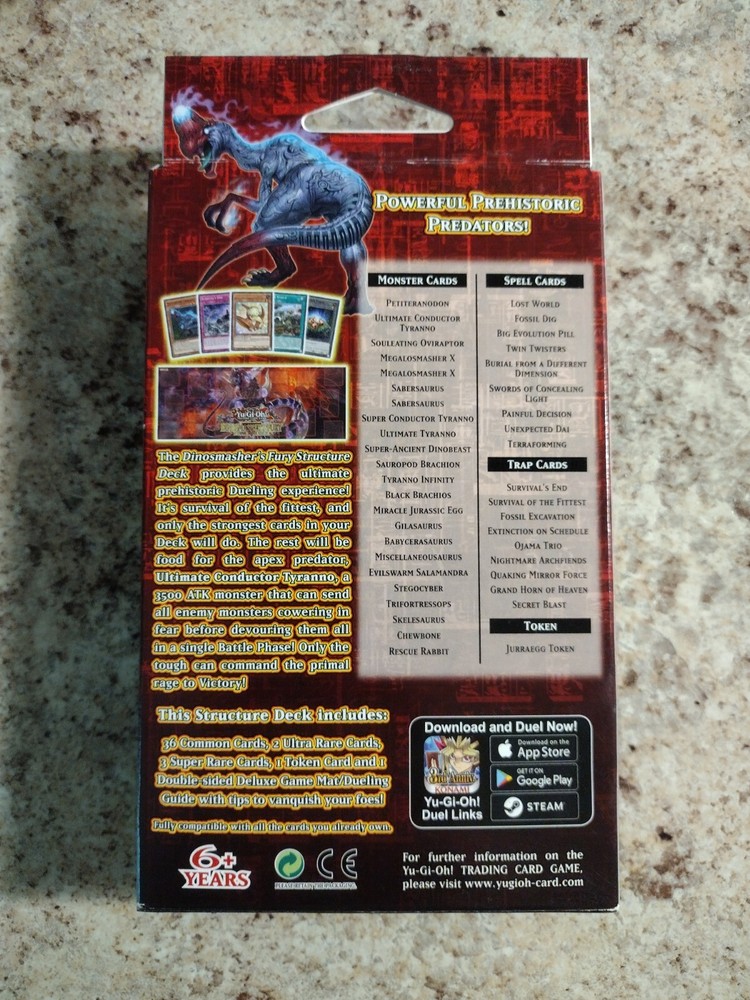 POWERFUL PREHISTORIC
PREDATORS!
MONSTER CARDS
PETITERANODON
ULTIMATE CONDUCTOR
TYRANNO
SOULEATING OVIRAPTOR
MEGALOSMASHER X
MEGALOSMASHER X
SABERSAURUS
SABERSAURUS
SUPER CONDUCTOR TYRANNO
ULTIMATE TYRANNO
SUPER-ANCIENT DINOBEAST
SAUROPOD BRACHION
TYRANNO INFINITY
BLACK BRACHIOS
MIRACLE JURASSIC EGG
GILASAURUS
BABYCERASAURUS
MISCELLANEOUSAURUS
EVILSWARM SALAMANDRA
STEGOCYBER
TRIFORTRESSOPS
SKELESAURUS
CHEWBONE
RESCUE RABBIT
SPELL CARDS
LOST WORLD
FOSSIL DIG
BIG EVOLUTION PILL
TWIN TWISTERS
BURIAL FROM A DIFFERENT
DIMENSION
SWORDS OF CONCEALING
LIGHT
PAINFUL DECISION
UNEXPECTED DAI
TERRAFORMING
TRAP CARDS
SURVIVAL'S END
SURVIVAL OF THE FITTEST
FOSSIL EXCAVATION
EXTINCTION ON SCHEDULE
OJAMA TRIO
NIGHTMARE ARCHFIENDS
QUAKING MIRROR FORCE
GRAND HORN OF HEAVEN
SECRET BLAST
TOKEN
JURRAEGG TOKEN
Yu-Gi-Oh!
The Dinosmasher's Fury Structure
Deck provides the ultimate
prehistoric Dueling experience!
It's survival of the fittest, and
only the strongest cards in your
Deck will do. The rest will be
food for the apex predator,
Ultimate Conductor Tyranno, a
3500 ATK monster that can send
all enemy monsters cowering in
fear before devouring them all
in a single Battle Phase! Only the
tough can command the primal
rage to Victory!
This Structure Deck includes:
36 Common Cards, 2 Ultra Rare Cards,
3 Super Rare Cards, 1 Token Card and 1
Double-sided Deluxe Game Mat/Dueling
Guide with tips to vanquish your foes!
Fully compatible with all the cards you already own.
Download and Duel Now!
KONAMI
Yu-Gi-Oh!
Duel Links
Download on the
App Store
GET IT ON
Google Play
STEAM
6+
YEARS
PLEASE RETAIN THIS PACKAGING
CE
For further information on the
Yu-Gi-Oh! TRADING CARD GAME,
please visit www.yugioh-card.com